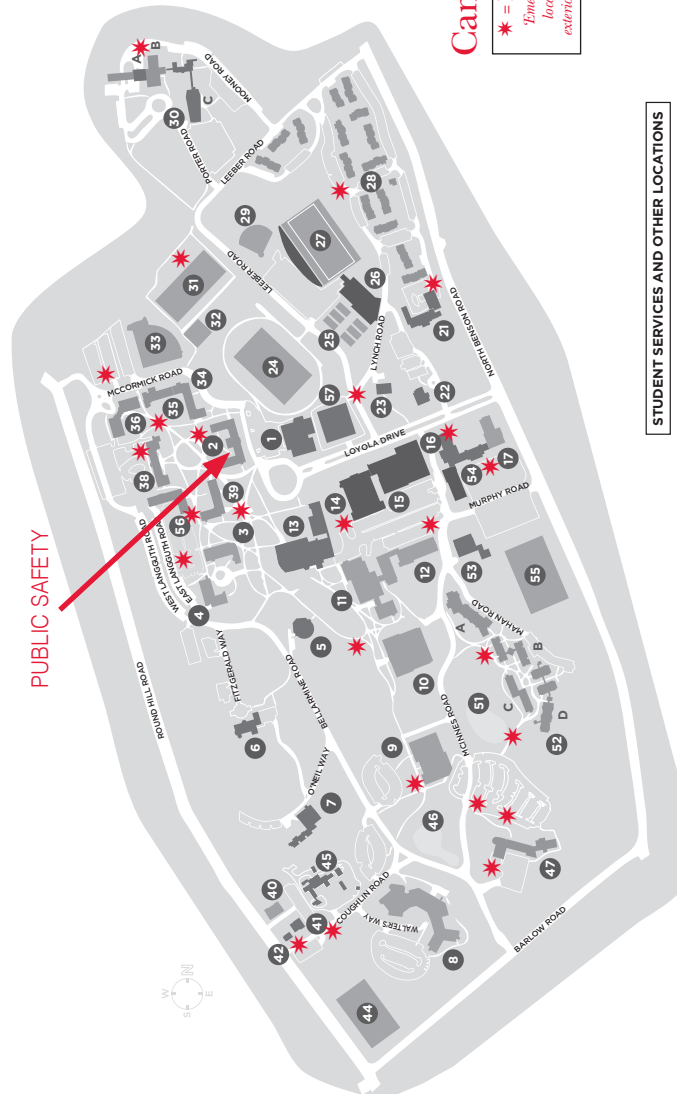 PUBLIC SAFETY
Can
= 
'Eme
loca
exterio
STUDENT SERVICES AND OTHER LOCATIONS
W
N
S
E
ROUND HILL ROAD
WEST LANGGUTH ROAD
EAST LANGGUTH ROAD
FITZGERALD WAY
BELLARMINE ROAD
O'NEIL WAY
COUGHLIN ROAD
WALTERS WAY
BARLOW ROAD
MCINNES ROAD
MAHAN ROAD
MURPHY ROAD
LOYOLA DRIVE
LYNCH ROAD
NORTH BENSON ROAD
MCCORMICK ROAD
LEEBER ROAD
LEEBER ROAD
PORTER ROAD
MOONEY ROAD
A
B
C
30
29
28
27
26
25
24
31
32
33
34
35
36
38
2
1
57
23
22
21
39
56
3
4
13
14
15
16
17
54
53
55
12
11
10
5
6
7
9
46
51
A
B
C
D
52
47
45
40
41
42
8
44